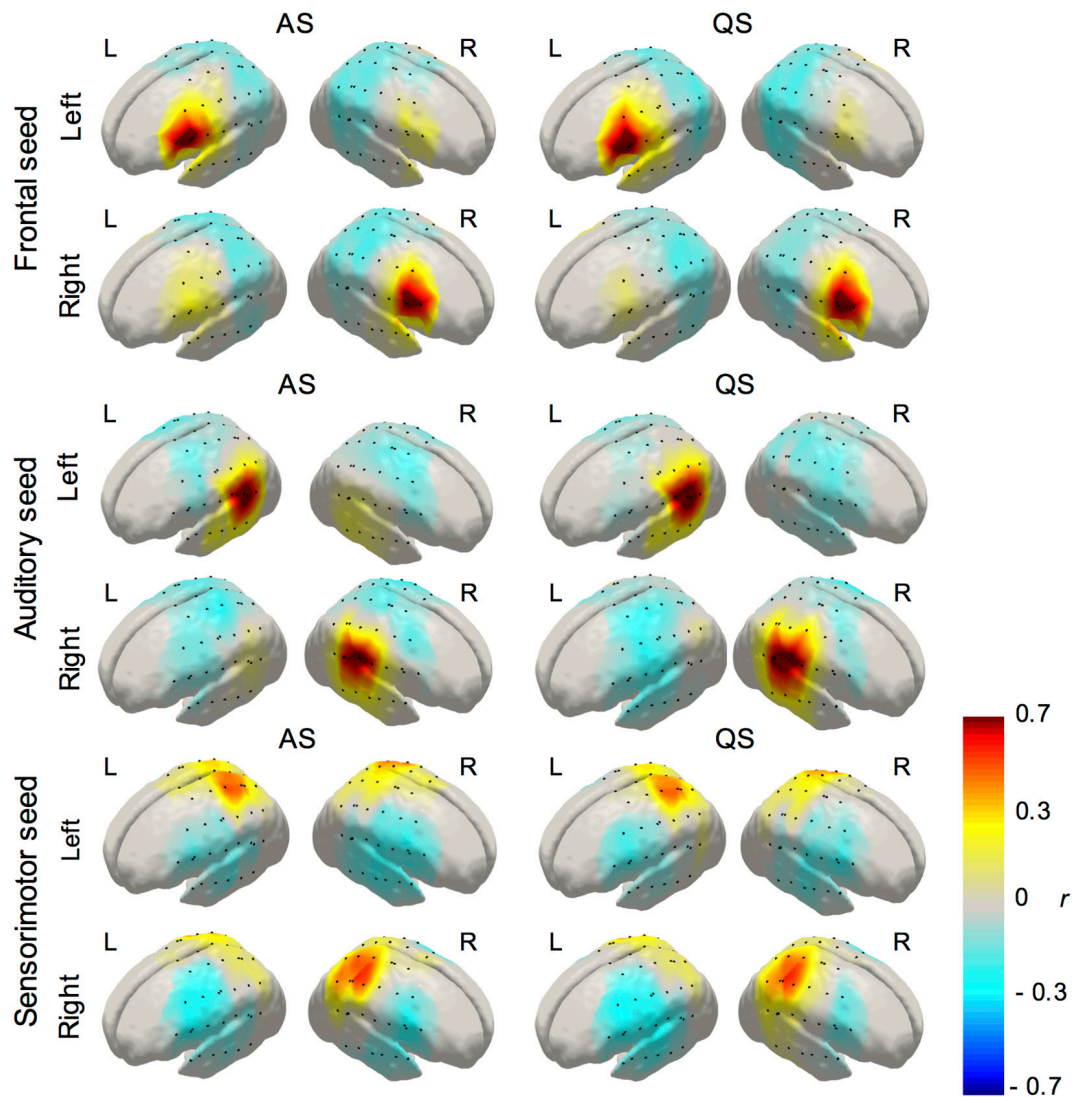 AS
QS
L
R
L
R
Frontal seed
Left
L
R
L
R
Right
AS
QS
L
R
L
R
Auditory seed
Left
L
R
L
R
Right
AS
QS
L
R
L
R
Sensorimotor seed
Left
L
R
L
R
Right
0.7
0.3
0
r
- 0.3
- 0.7